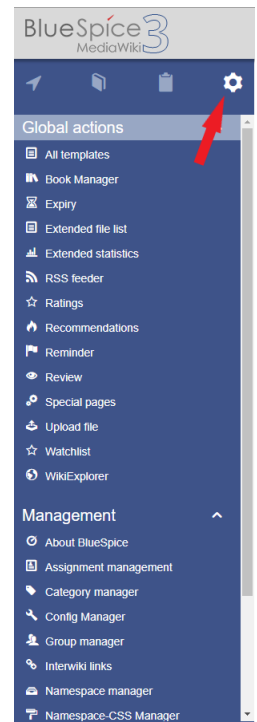 BlueSpice 3
MediaWiki
Global actions
All templates
Book Manager
Expiry
Extended file list
Extended statistics
RSS feeder
Ratings
Recommendations
Reminder
Review
Special pages
Upload file
Watchlist
WikiExplorer
Management
About BlueSpice
Assignment management
Category manager
Config Manager
Group manager
Interwiki links
Namespace manager
Namespace-CSS Manager